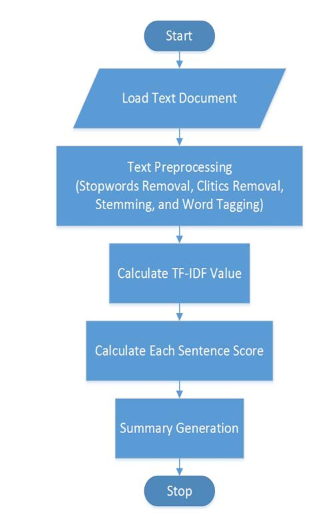 Start
Load Text Document
Text Preprocessing
(Stopwords Removal, Clitics Removal,
Stemming, and Word Tagging)
Calculate TF-IDF Value
Calculate Each Sentence Score
Summary Generation
Stop